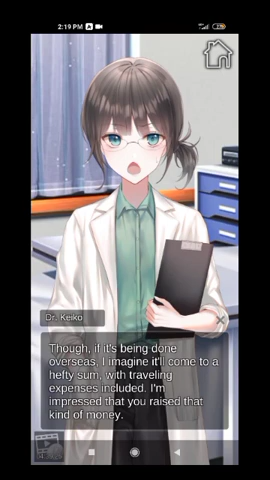 2:19 PM
Dr. Keiko
Though, if it's being done
overseas, I imagine it'll come to a
hefty sum, with traveling
expenses included. I'm
impressed that you raised that
kind of money.